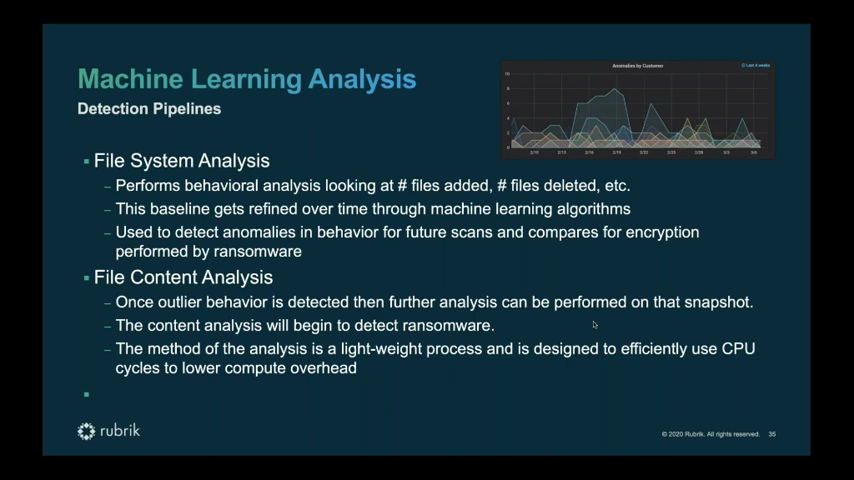 Machine Learning Analysis
Detection Pipelines
Anomalies by Customer
Last 4 weeks
▪ File System Analysis
– Performs behavioral analysis looking at # files added, # files deleted, etc.
– This baseline gets refined over time through machine learning algorithms
– Used to detect anomalies in behavior for future scans and compares for encryption
performed by ransomware
▪ File Content Analysis
– Once outlier behavior is detected then further analysis can be performed on that snapshot.
– The content analysis will begin to detect ransomware.
– The method of the analysis is a light-weight process and is designed to efficiently use CPU
cycles to lower compute overhead
rubrik
© 2020 Rubrik. All rights reserved. 35